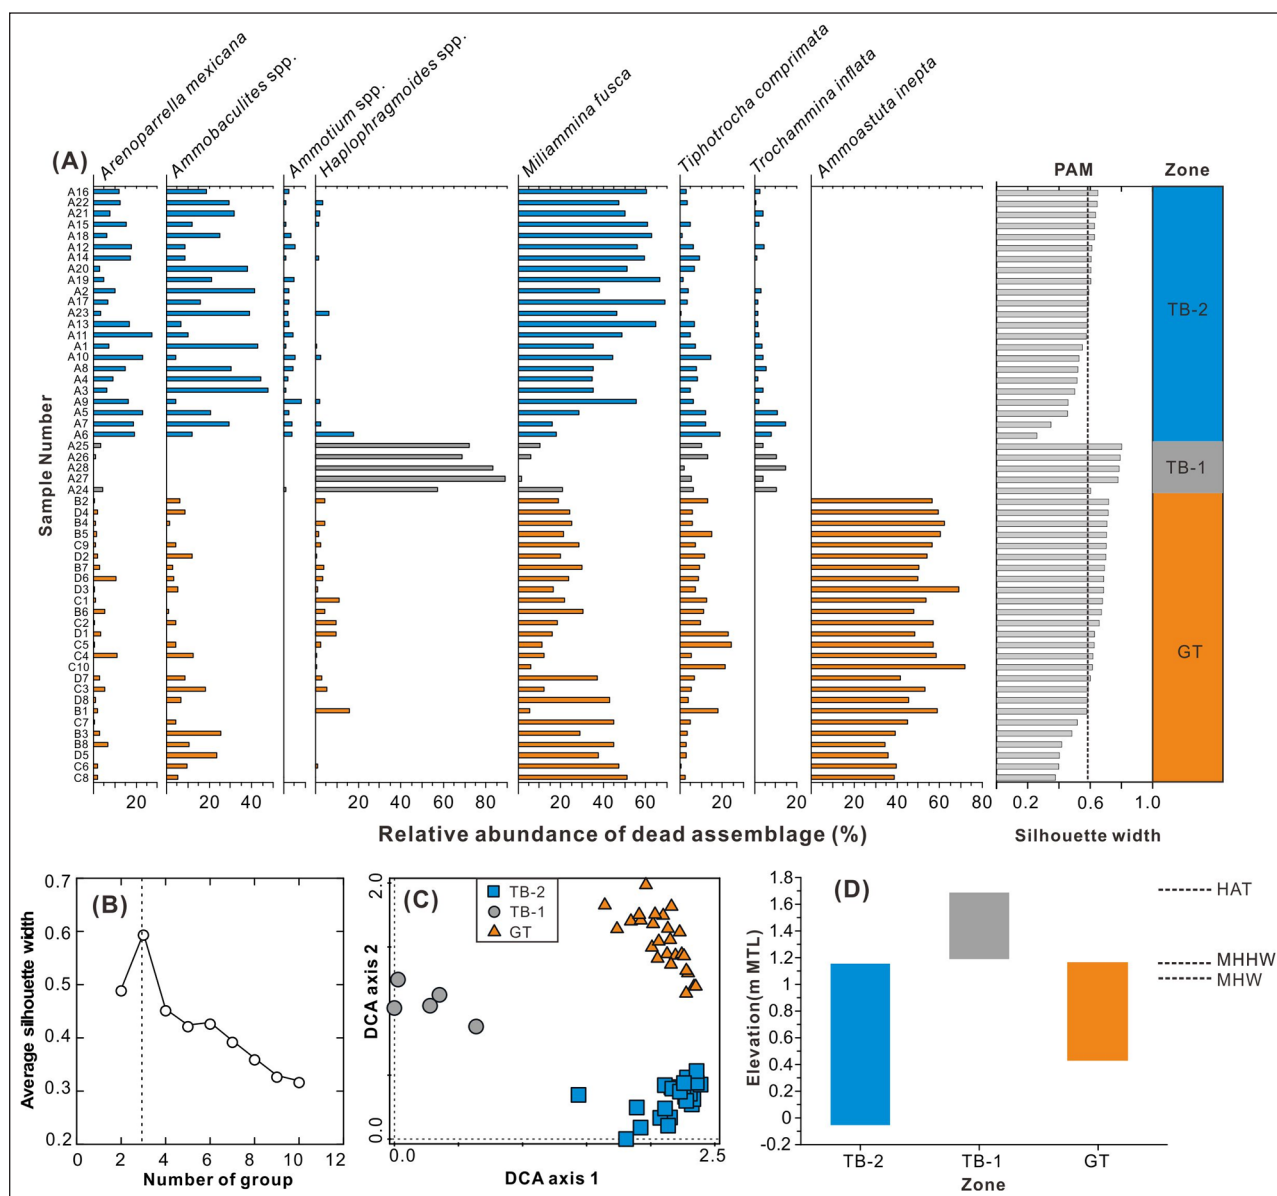 Arenoparrella mexicana
Ammobaculites spp.
Ammotium spp.
Haplophragmoides spp.
Miliammina fusca
Tiphotrocha comprimata
Trochammina inflata
Ammoastuta inepta
(A)
PAM
Zone
Sample Number
A16
A22
A21
A15
A18
A12
A14
A20
A19
A2
A17
A23
A13
A11
A1
A10
A8
A4
A3
A9
A5
A7
A6
A25
A26
A28
A27
A24
B2
D4
B4
B5
C9
D2
B7
D6
D3
C1
B6
C2
D1
C5
C4
C10
D7
C3
D8
B1
C7
B3
B8
D5
C6
C8
TB-2
TB-1
GT
20 20 40 20 40 60 80 20 40 60 20 20 0 20 40 60 80 0.2 0.6 1.0
Relative abundance of dead assemblage (%)
Silhouette width
(B)
Average silhouette width
0.7
0.6
0.5
0.4
0.3
0.2
0 2 4 6 8 10 12
Number of group
(C)
TB-2
TB-1
GT
DCA axis 2
2.0
0.0
0.0 2.5
DCA axis 1
(D)
Elevation(m MTL)
1.8
1.6
1.4
1.2
1
0.8
0.6
0.4
0.2
0
-0.2
HAT
MHHW
MHW
TB-2 TB-1 GT
Zone